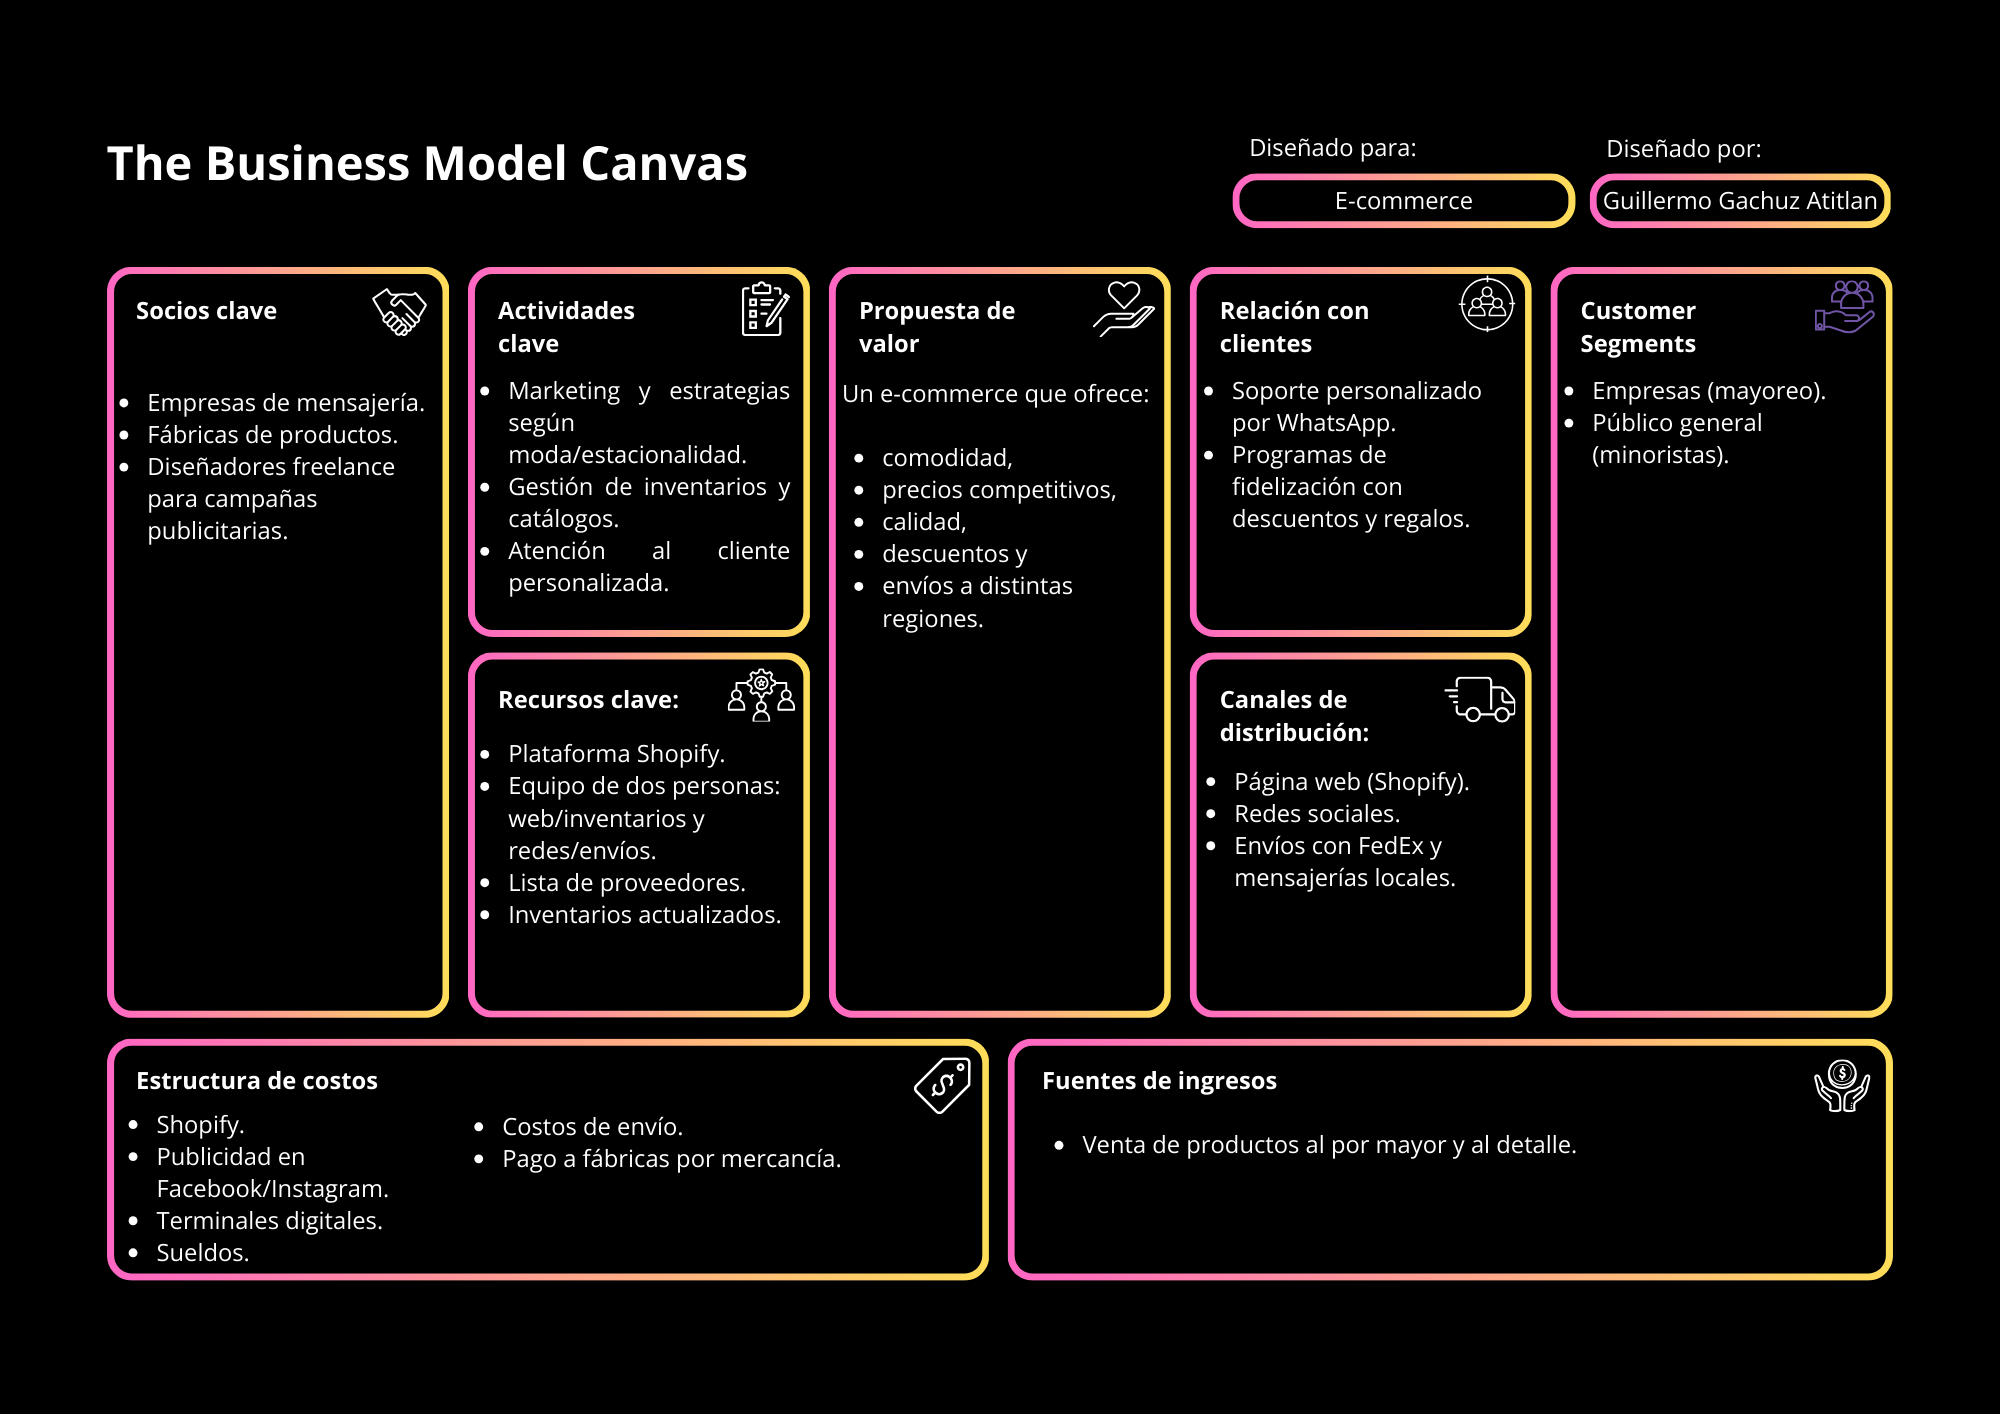 The Business Model Canvas
Diseñado para:
E-commerce
Diseñado por:
Guillermo Gachuz Atitlan
Socios clave
• Empresas de mensajería.
• Fábricas de productos.
• Diseñadores freelance
para campañas
publicitarias.
Actividades
clave
• Marketing y estrategias
según
moda/estacionalidad.
• Gestión de inventarios y
catálogos.
• Atención al cliente
personalizada.
Recursos clave:
• Plataforma Shopify.
• Equipo de dos personas:
web/inventarios y
redes/envíos.
• Lista de proveedores.
• Inventarios actualizados.
Propuesta de
valor
Un e-commerce que ofrece:
• comodidad,
• precios competitivos,
• calidad,
• descuentos y
• envíos a distintas
regiones.
Relación con
clientes
• Soporte personalizado
por WhatsApp.
• Programas de
fidelización con
descuentos y regalos.
Canales de
distribución:
• Página web (Shopify).
• Redes sociales.
• Envíos con FedEx y
mensajerías locales.
Customer
Segments
• Empresas (mayoreo).
• Público general
(minoristas).
Estructura de costos
• Shopify.
• Publicidad en
Facebook/Instagram.
• Terminales digitales.
• Sueldos.
• Costos de envío.
• Pago a fábricas por mercancía.
Fuentes de ingresos
• Venta de productos al por mayor y al detalle.